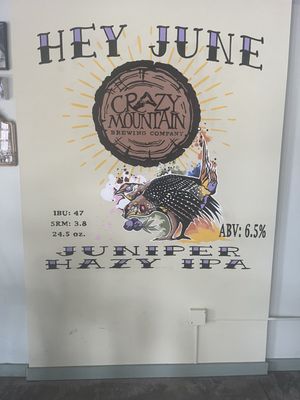 HEY JUNE
CRAZY
MOUNTAIN
BREWING COMPANY
IBU: 47
SRM: 3.8
24.5 oz.
ABV: 6.5%
JUNIPER
HAZY IPA